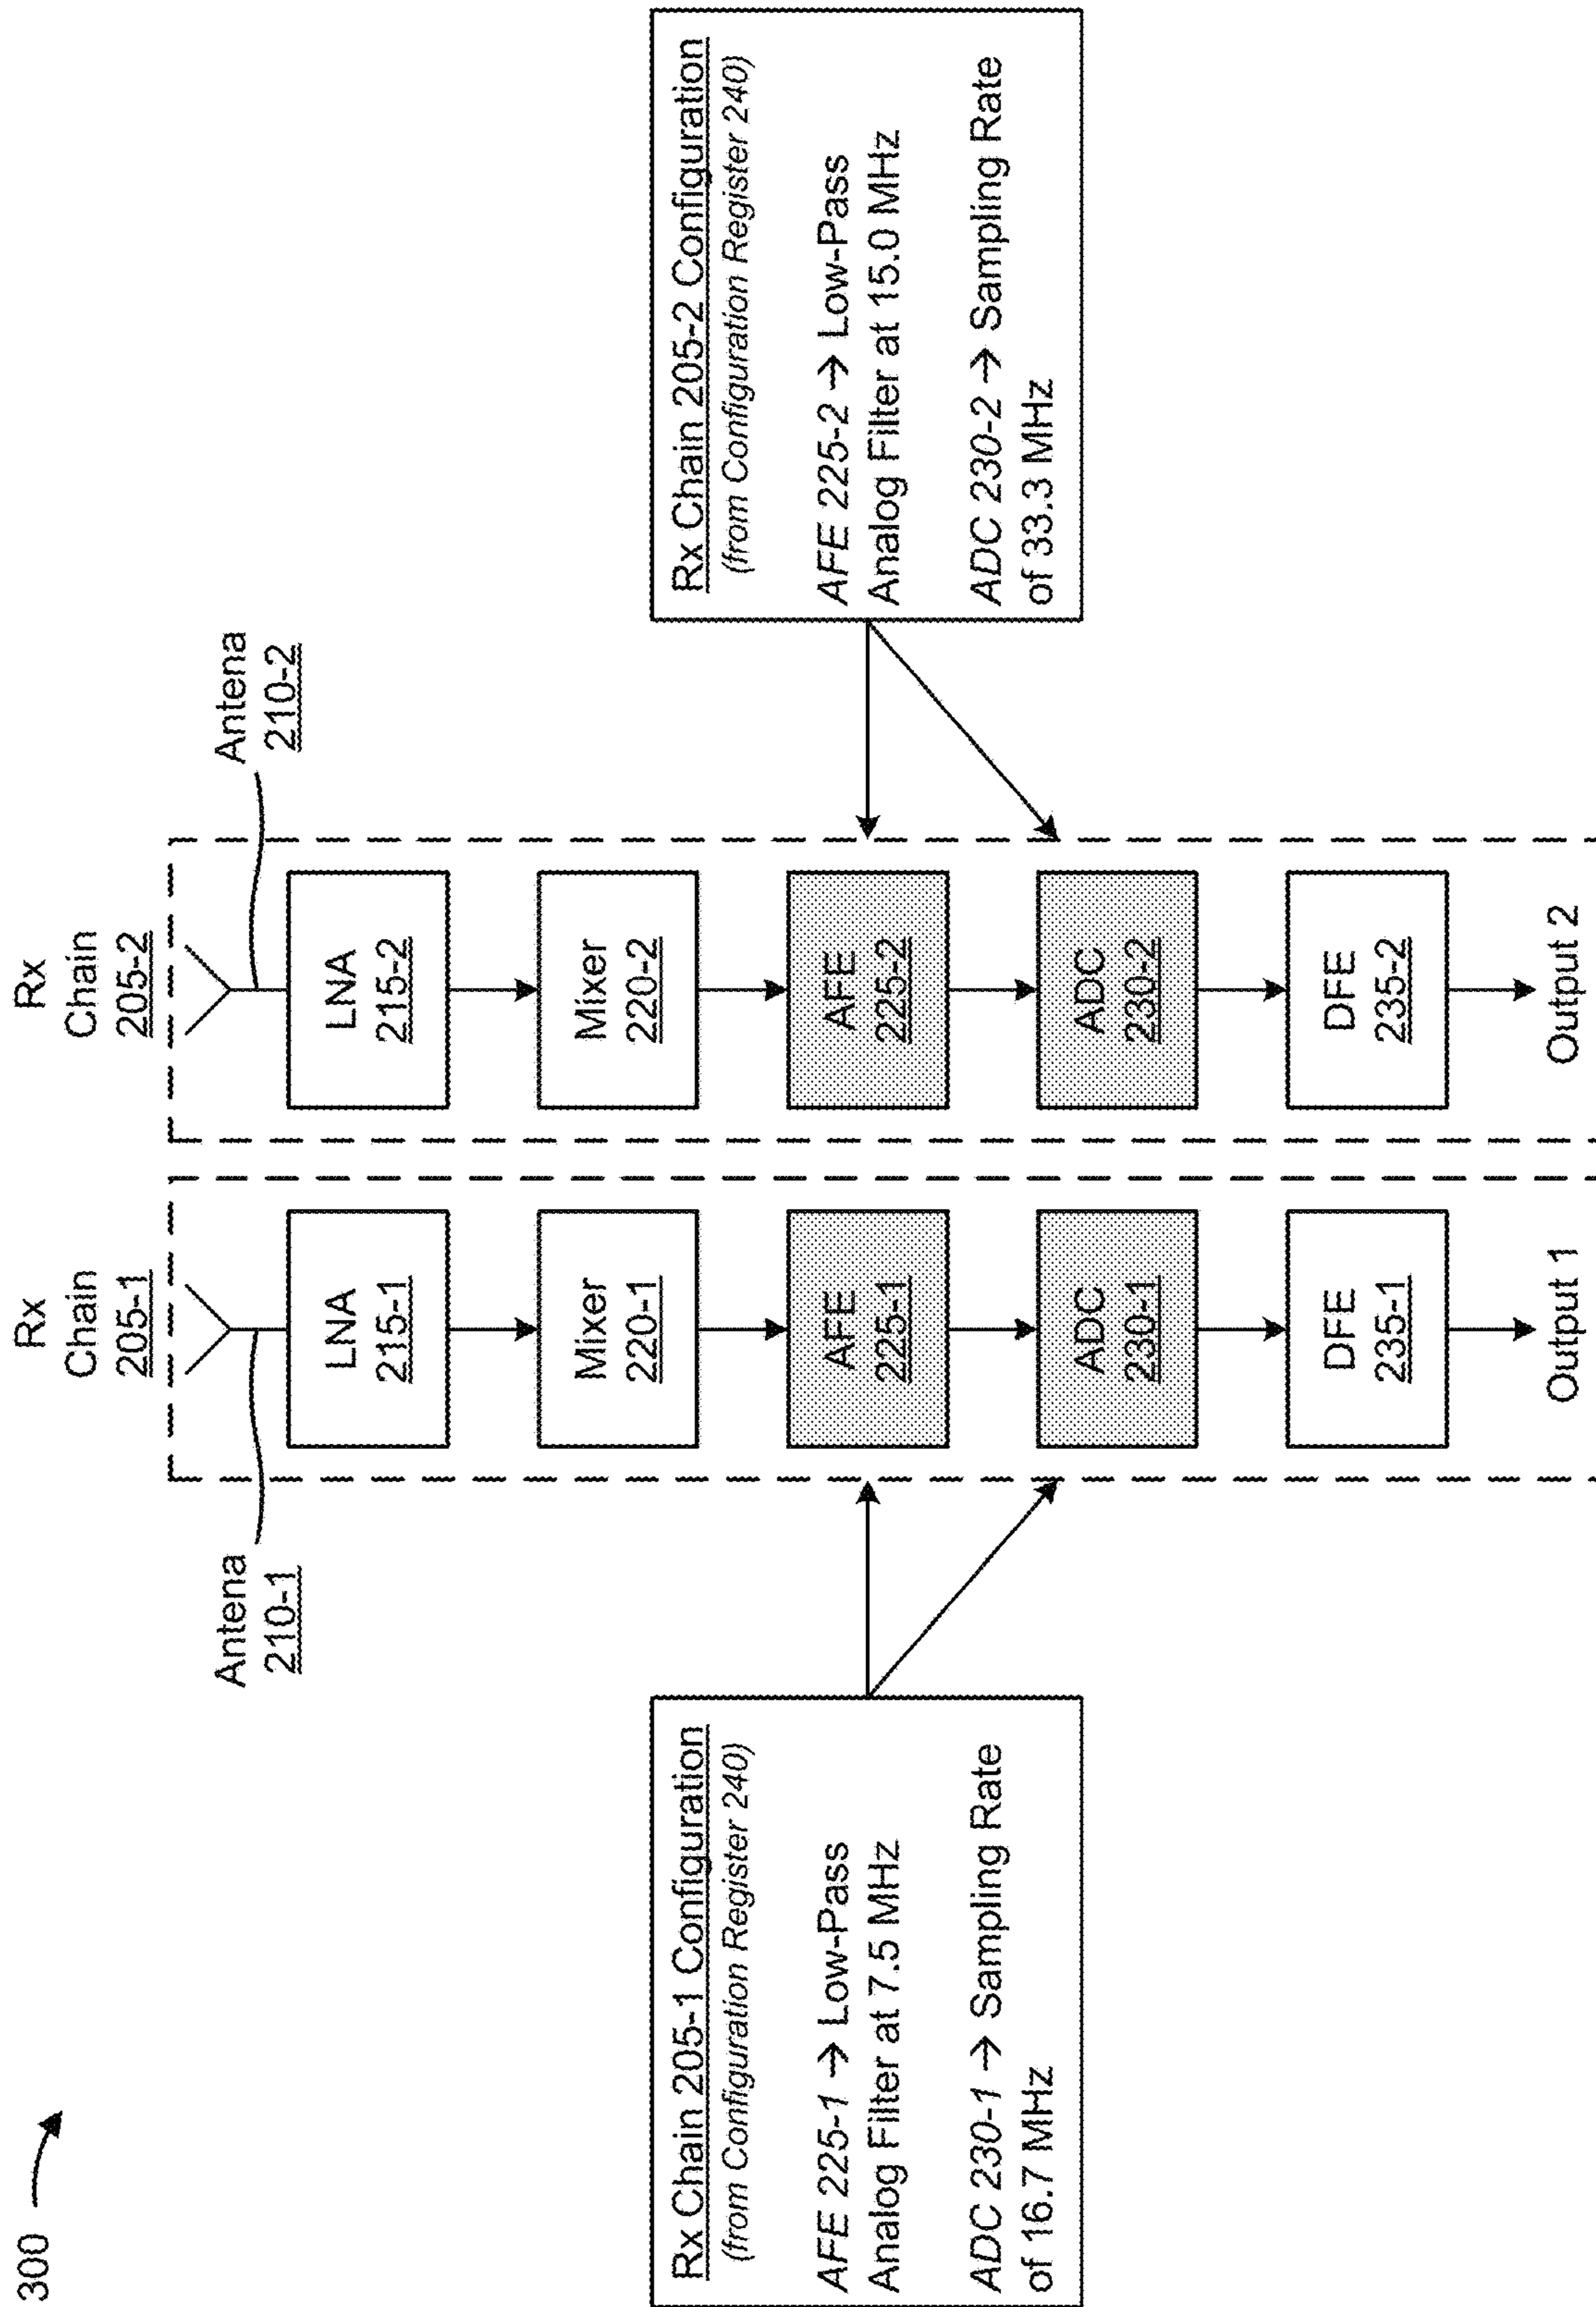 300
Rx
Chain
205-1
Rx
Chain
205-2
Antena
210-1
Antena
210-2
LNA
215-1
LNA
215-2
Mixer
220-1
Mixer
220-2
Rx Chain 205-1 Configuration
(from Configuration Register 240)
AFE 225-1 → Low-Pass
Analog Filter at 7.5 MHz
ADC 230-1 → Sampling Rate
of 16.7 MHz
AFE
225-1
AFE
225-2
Rx Chain 205-2 Configuration
(from Configuration Register 240)
AFE 225-2 → Low-Pass
Analog Filter at 15.0 MHz
ADC 230-2 → Sampling Rate
of 33.3 MHz
ADC
230-1
ADC
230-2
DFE
235-1
DFE
235-2
Output 1
Output 2